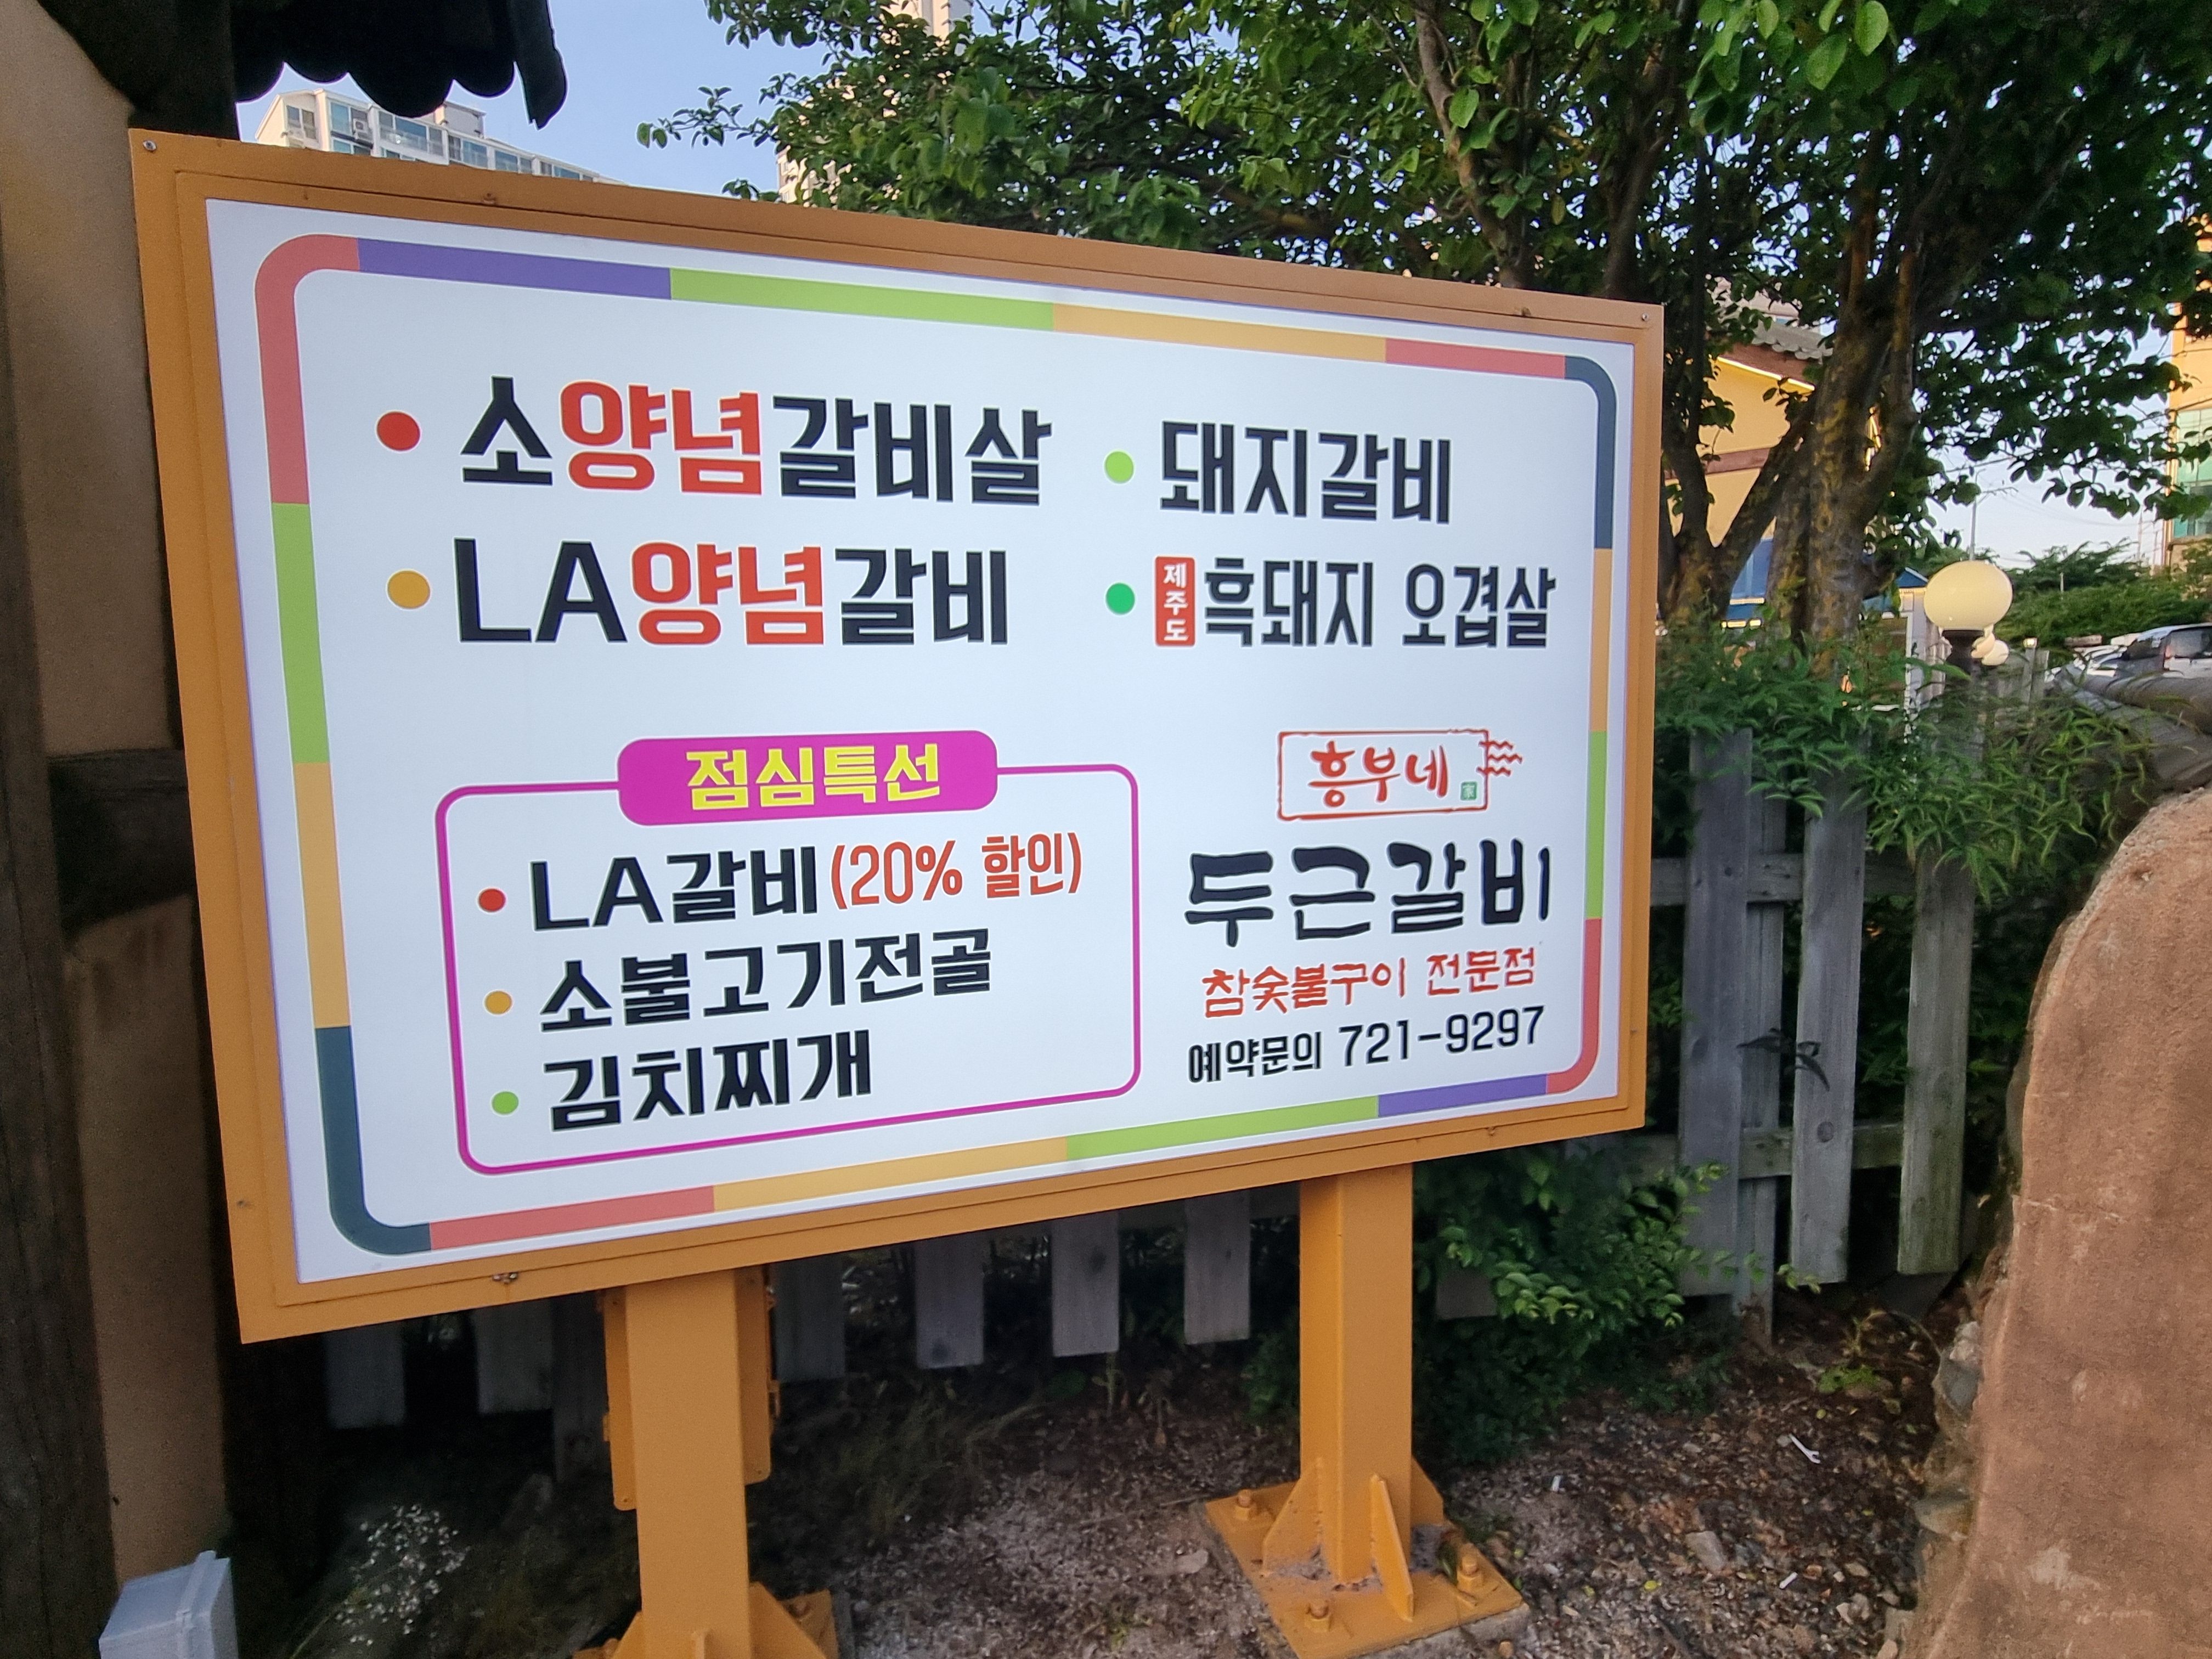 소양념갈비살
LA양념갈비
돼지갈비
제주도 흑돼지 오겹살
점심특선
LA갈비(20% 할인)
소불고기전골
김치찌개
흥부네 家
두근갈비
참숯불구이 전문점
예약문의 721-9297